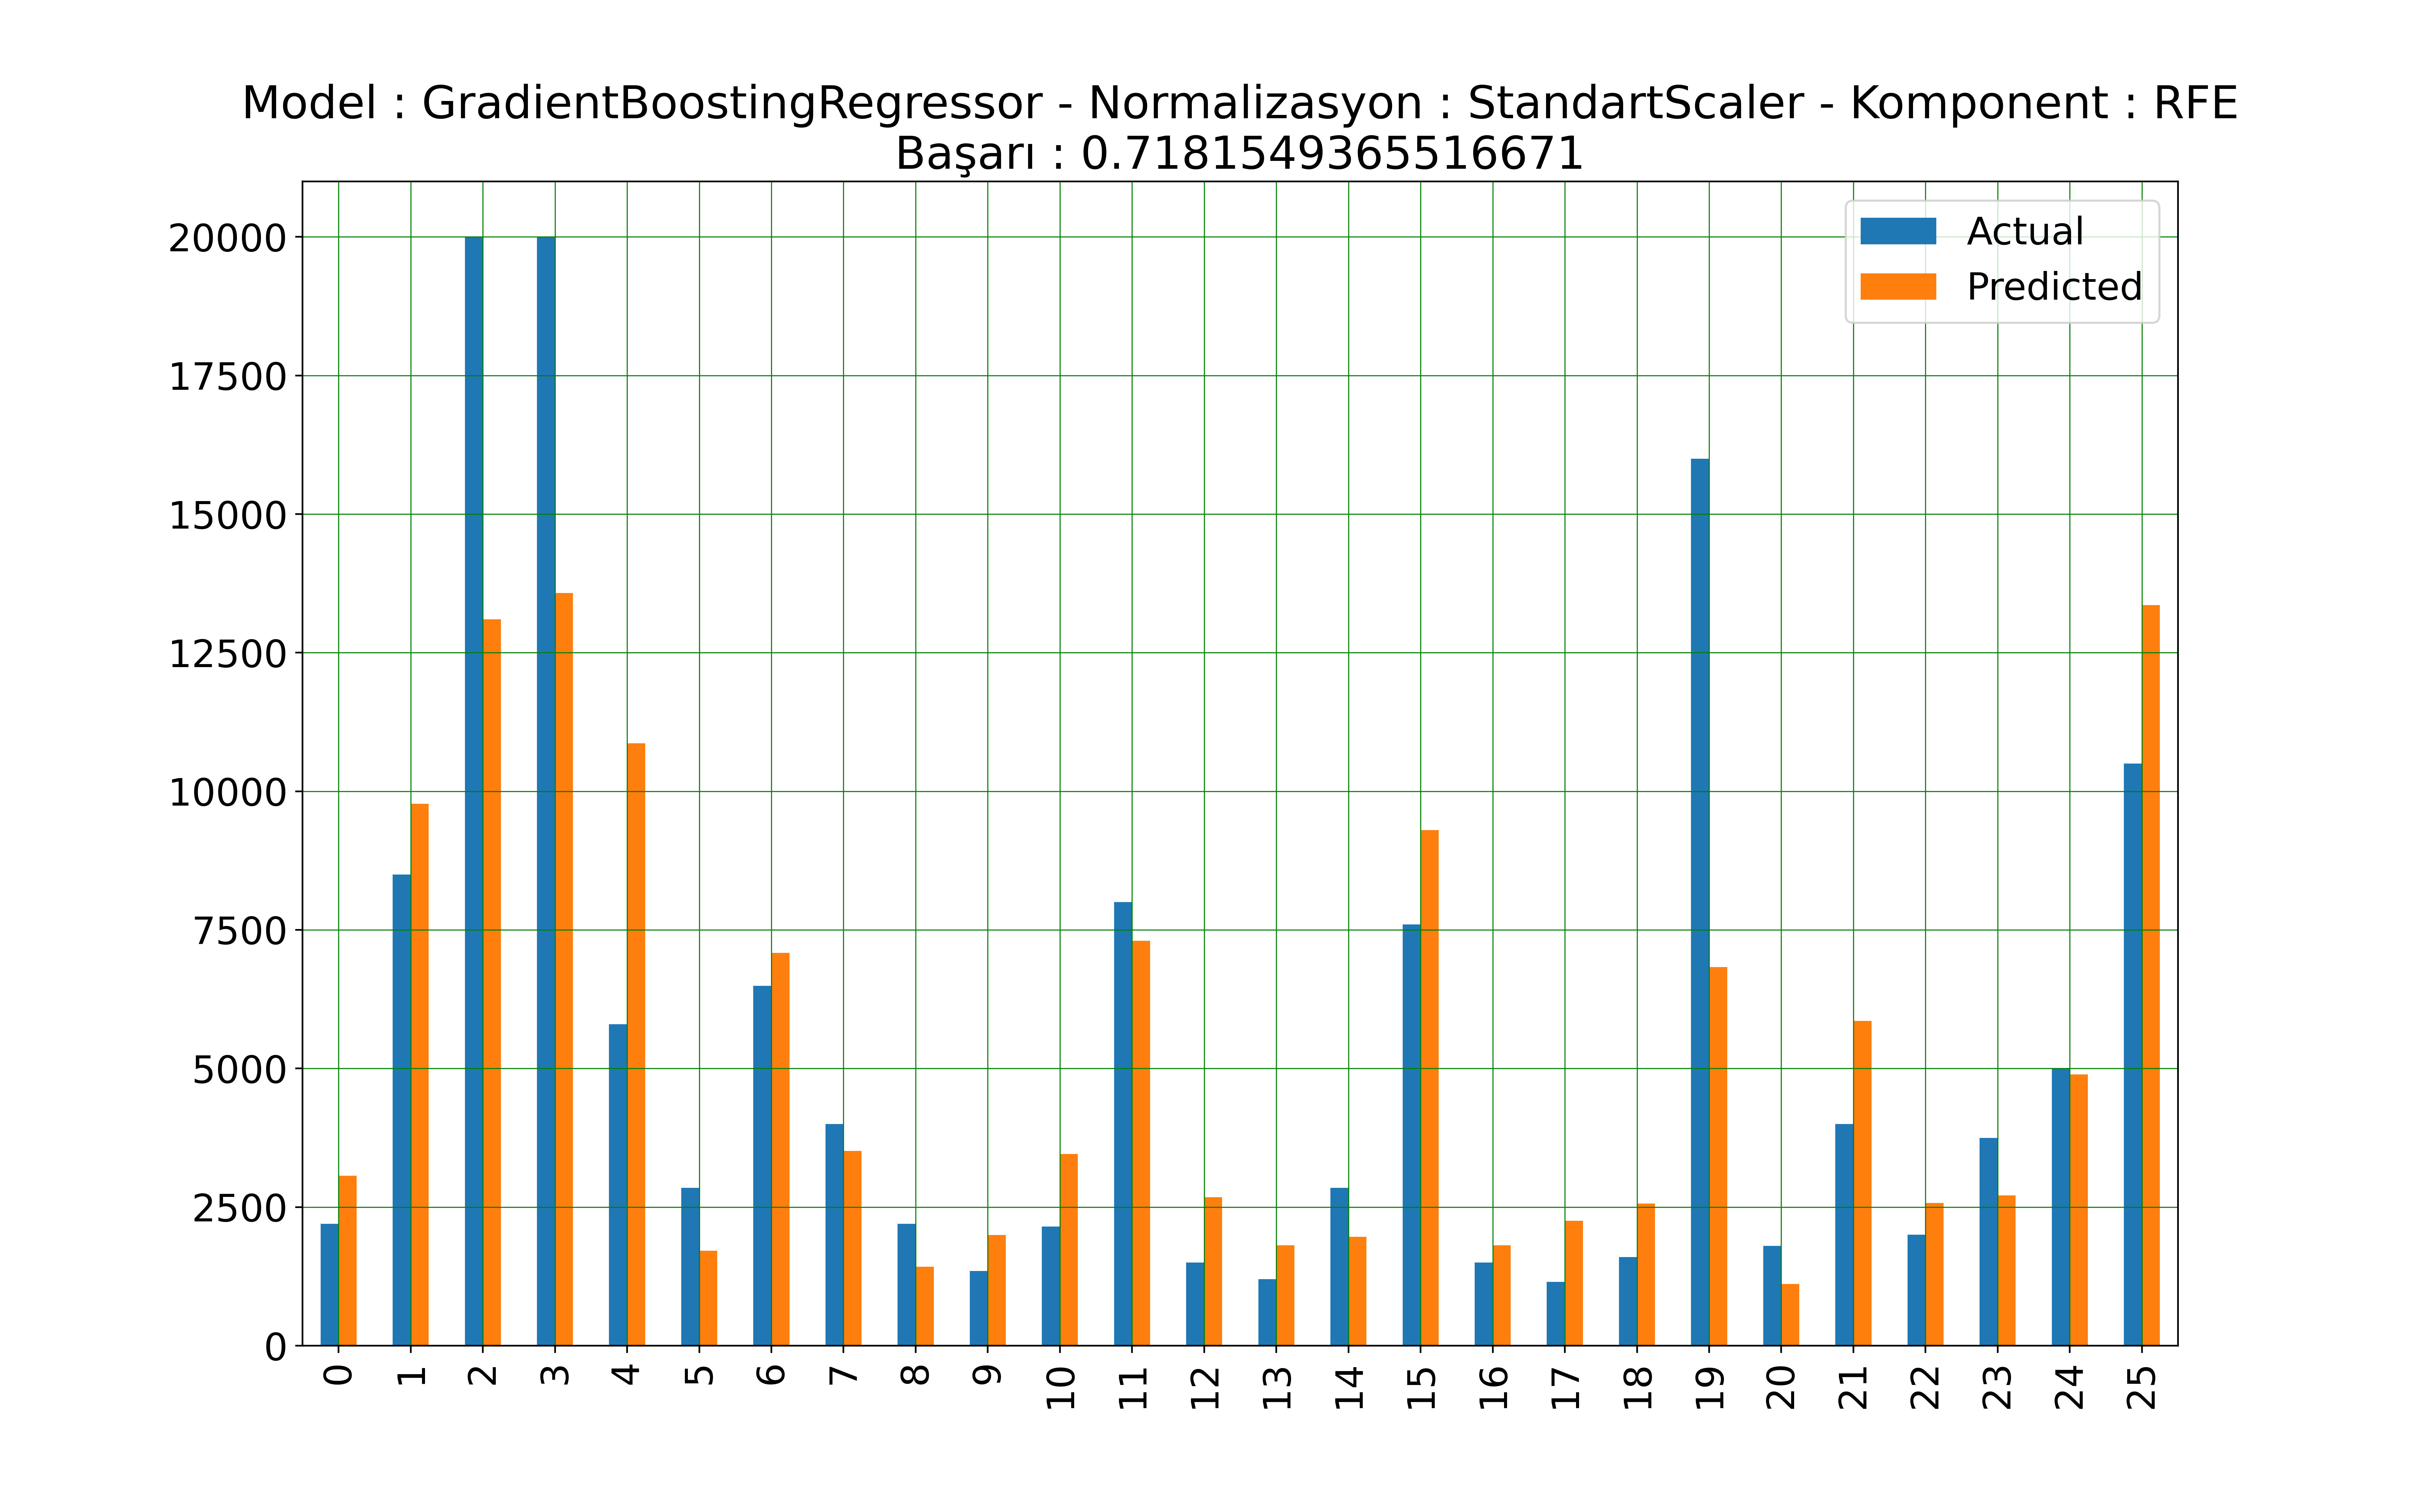 Model : GradientBoostingRegressor - Normalizasyon : StandartScaler - Komponent : RFE
Başarı : 0.7181549365516671
Actual
Predicted
20000
17500
15000
12500
10000
7500
5000
2500
0
0 1 2 3 4 5 6 7 8 9 10 11 12 13 14 15 16 17 18 19 20 21 22 23 24 25